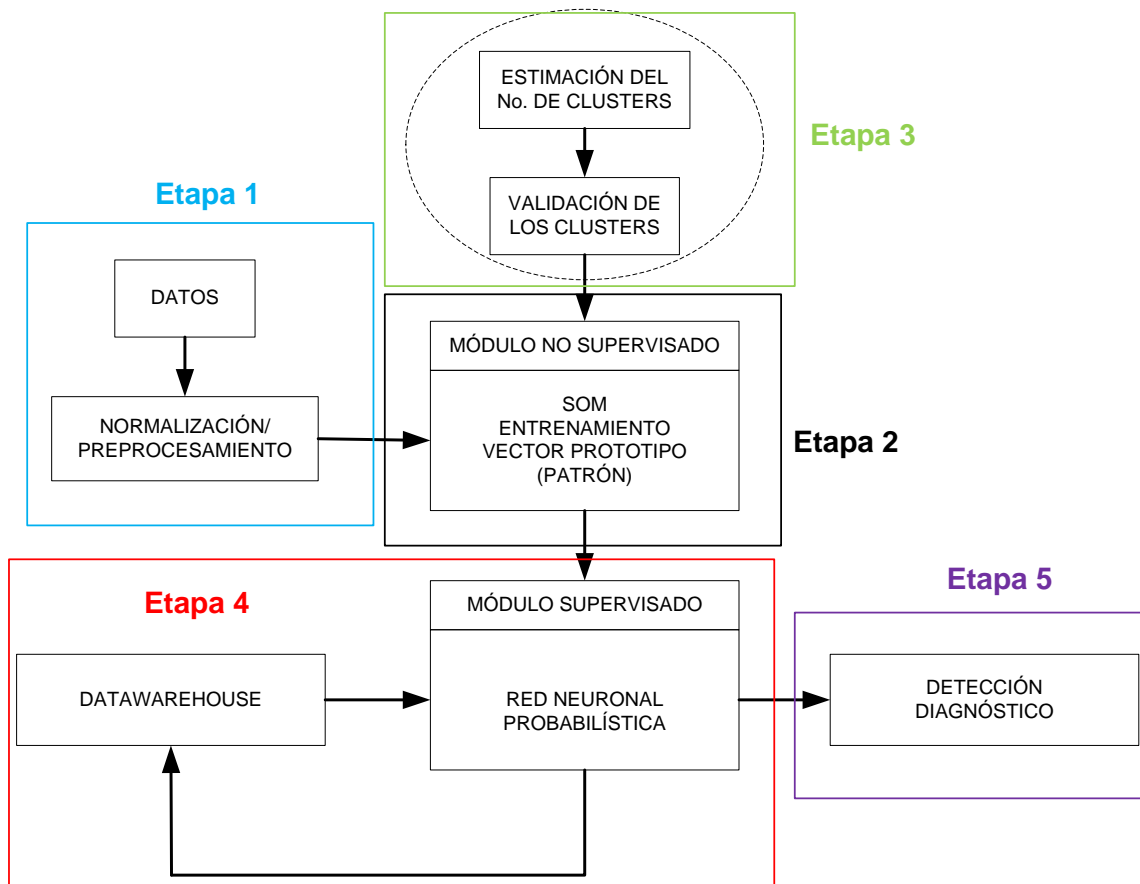 ESTIMACIÓN DEL
No. DE CLUSTERS
Etapa 3
VALIDACIÓN DE
LOS CLUSTERS
Etapa 1
DATOS
NORMALIZACIÓN/
PREPROCESAMIENTO
MÓDULO NO SUPERVISADO
SOM
ENTRENAMIENTO
VECTOR PROTOTIPO
(PATRÓN)
Etapa 2
Etapa 4
DATAWAREHOUSE
MÓDULO SUPERVISADO
RED NEURONAL
PROBABILÍSTICA
Etapa 5
DETECCIÓN
DIAGNÓSTICO